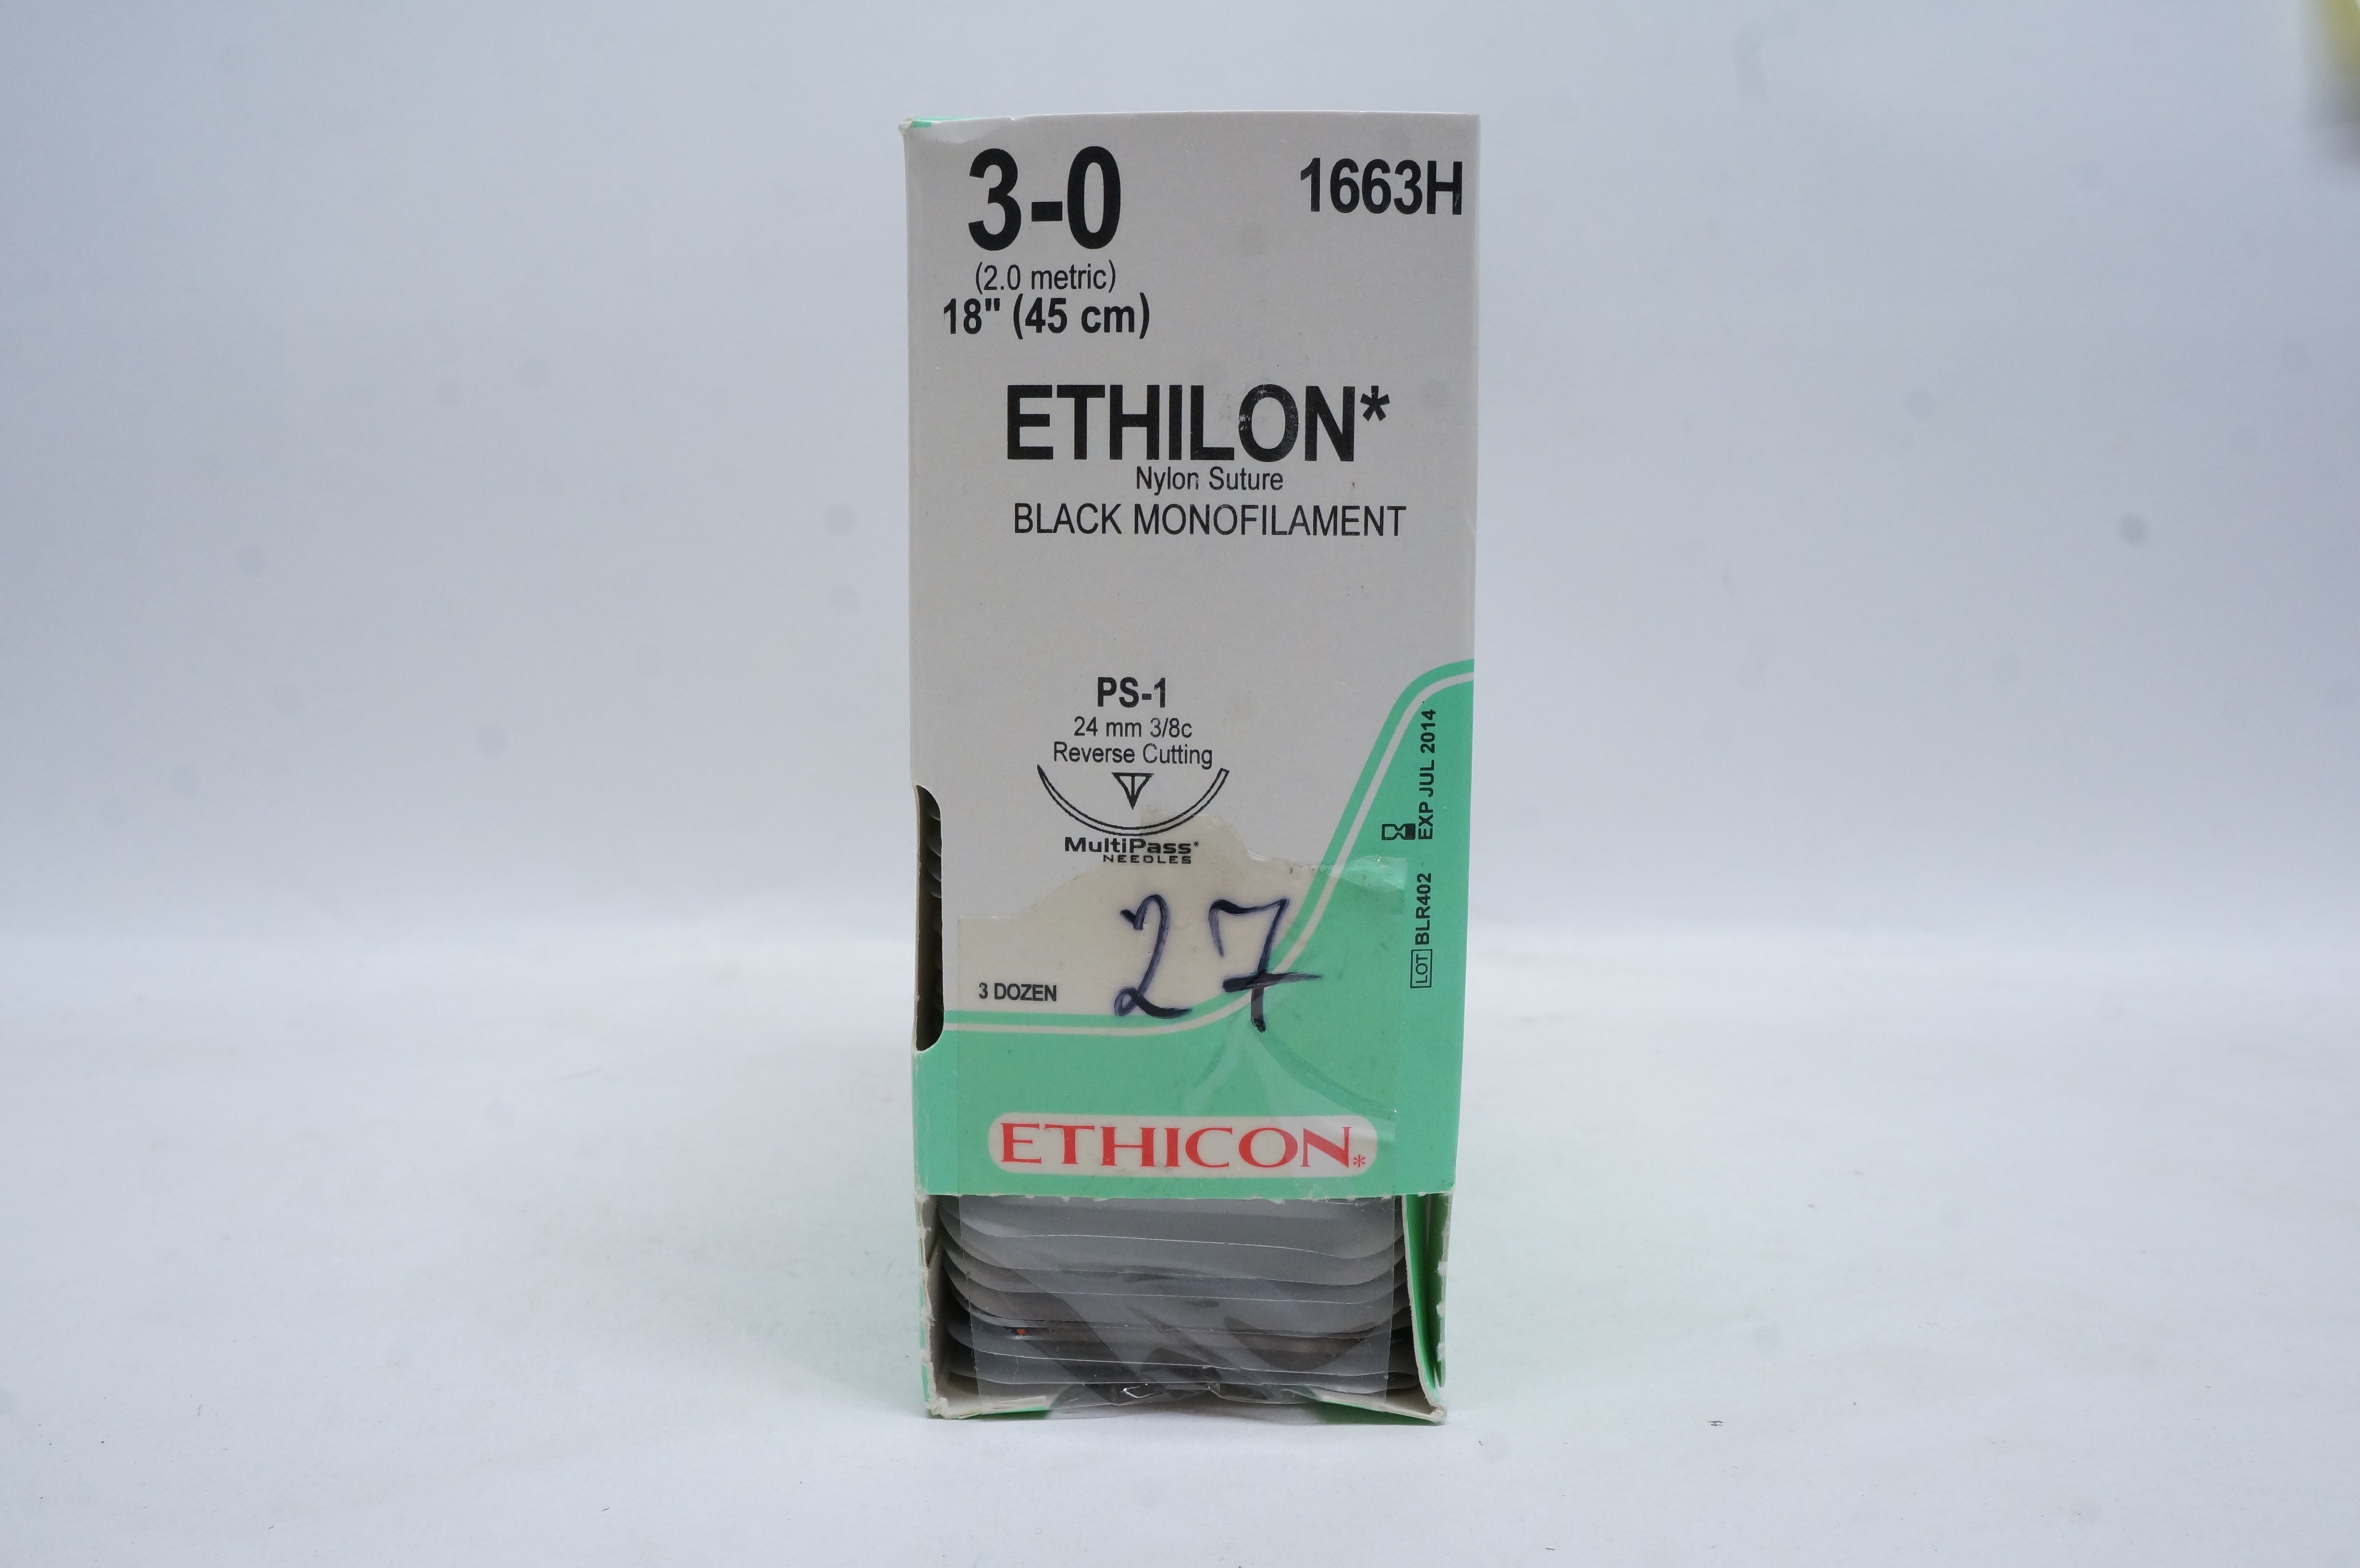 3-0
1663H
(2.0 metric)
18" (45 cm)
ETHILON*
Nylon Suture
BLACK MONOFILAMENT
PS-1
24 mm 3/8c
Reverse Cutting
MultiPass*
NEEDLES
EXP JUL 2014
LOT BLR402
27
3 DOZEN
ETHICON*